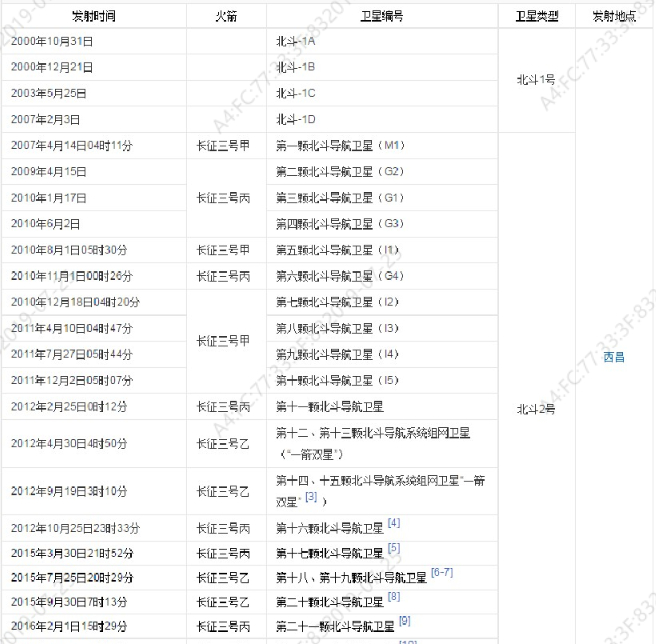 发射时间 火箭 卫星编号 卫星类型 发射地点
2000年10月31日 北斗-1A
2000年12月21日 北斗-1B
北斗1号
2003年5月25日 北斗-1C
2007年2月3日 北斗-1D
2007年4月14日04时11分 长征三号甲 第一颗北斗导航卫星（M1）
2009年4月15日 第二颗北斗导航卫星（G2）
2010年1月17日 长征三号丙 第三颗北斗导航卫星（G1）
2010年6月2日 第四颗北斗导航卫星（G3）
2010年8月1日05时30分 长征三号甲 第五颗北斗导航卫星（I1）
2010年11月1日00时26分 长征三号丙 第六颗北斗导航卫星（G4）
2010年12月18日04时20分 第七颗北斗导航卫星（I2）
2011年4月10日04时47分 第八颗北斗导航卫星（I3）
长征三号甲
2011年7月27日05时44分 第九颗北斗导航卫星（I4） 西昌
2011年12月2日05时07分 第十颗北斗导航卫星（I5）
2012年2月25日0时12分 长征三号丙 第十一颗北斗导航卫星 北斗2号
2012年4月30日4时50分 长征三号乙 第十二、第十三颗北斗导航系统组网卫星
（“一箭双星”）
2012年9月19日3时10分 长征三号乙 第十四、十五颗北斗导航系统组网卫星“一箭
双星” [3] ）
2012年10月25日23时33分 长征三号丙 第十六颗北斗导航卫星 [4]
2015年3月30日21时52分 长征三号丙 第十七颗北斗导航卫星 [5]
2015年7月25日20时29分 长征三号乙 第十八、第十九颗北斗导航卫星 [6-7]
2015年9月30日7时13分 长征三号乙 第二十颗北斗导航卫星 [8]
2016年2月1日15时29分 长征三号丙 第二十一颗北斗导航卫星 [9]